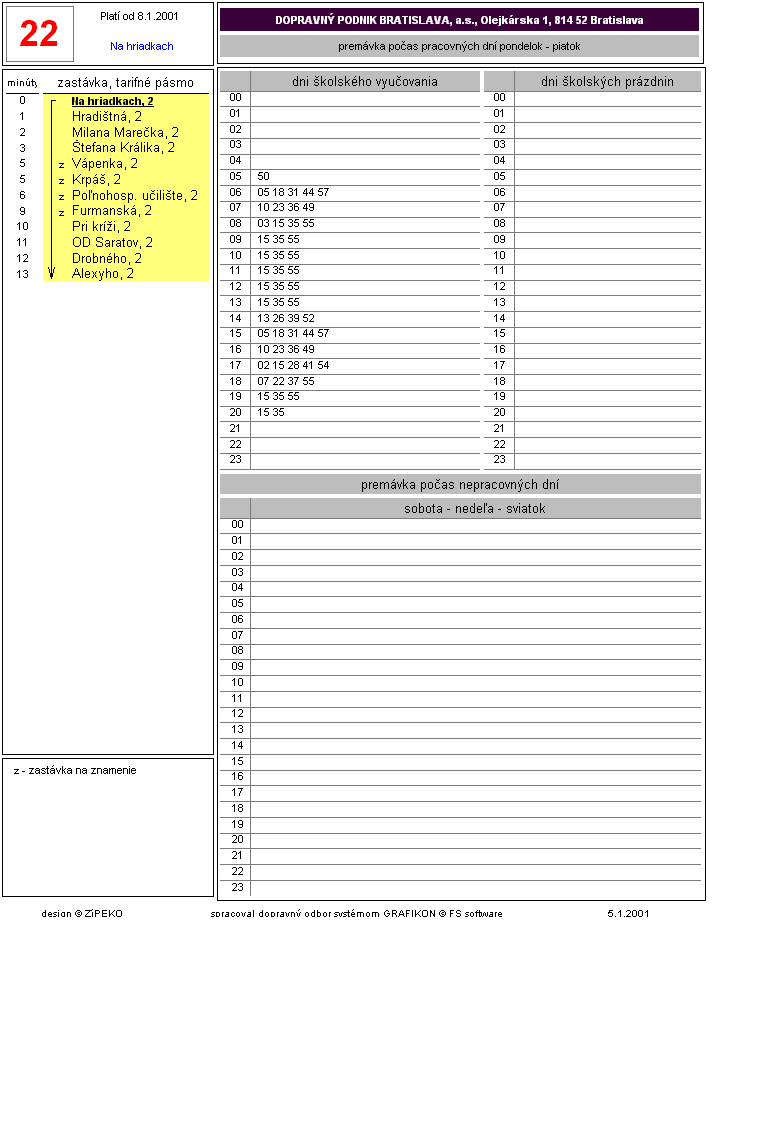 22
Platí od 8.1.2001
Na hriadkach
DOPRAVNÝ PODNIK BRATISLAVA, a.s., Olejkárska 1, 814 52 Bratislava
premávka počas pracovných dní pondelok - piatok
minúty zastávka, tarifné pásmo
0 Na hriadkach, 2
1 Hradištná, 2
2 Milana Marečka, 2
3 Štefana Králika, 2
5 z Vápenka, 2
5 z Krpáš, 2
6 z Poľnohosp. učilište, 2
9 z Furmanská, 2
10 Pri kríži, 2
11 OD Saratov, 2
12 Drobného, 2
13 Alexyho, 2
z - zastávka na znamenie
dni školského vyučovania
00
01
02
03
04
05 50
06 05 18 31 44 57
07 10 23 36 49
08 03 15 35 55
09 15 35 55
10 15 35 55
11 15 35 55
12 15 35 55
13 15 35 55
14 13 26 39 52
15 05 18 31 44 57
16 10 23 36 49
17 02 15 28 41 54
18 07 22 37 55
19 15 35 55
20 15 35
21
22
23
dni školských prázdnin
00
01
02
03
04
05
06
07
08
09
10
11
12
13
14
15
16
17
18
19
20
21
22
23
premávka počas nepracovných dní
sobota - nedeľa - sviatok
00
01
02
03
04
05
06
07
08
09
10
11
12
13
14
15
16
17
18
19
20
21
22
23
design © ZíPEKO
spracoval dopravný odbor systémom GRAFIKON © FS software
5.1.2001